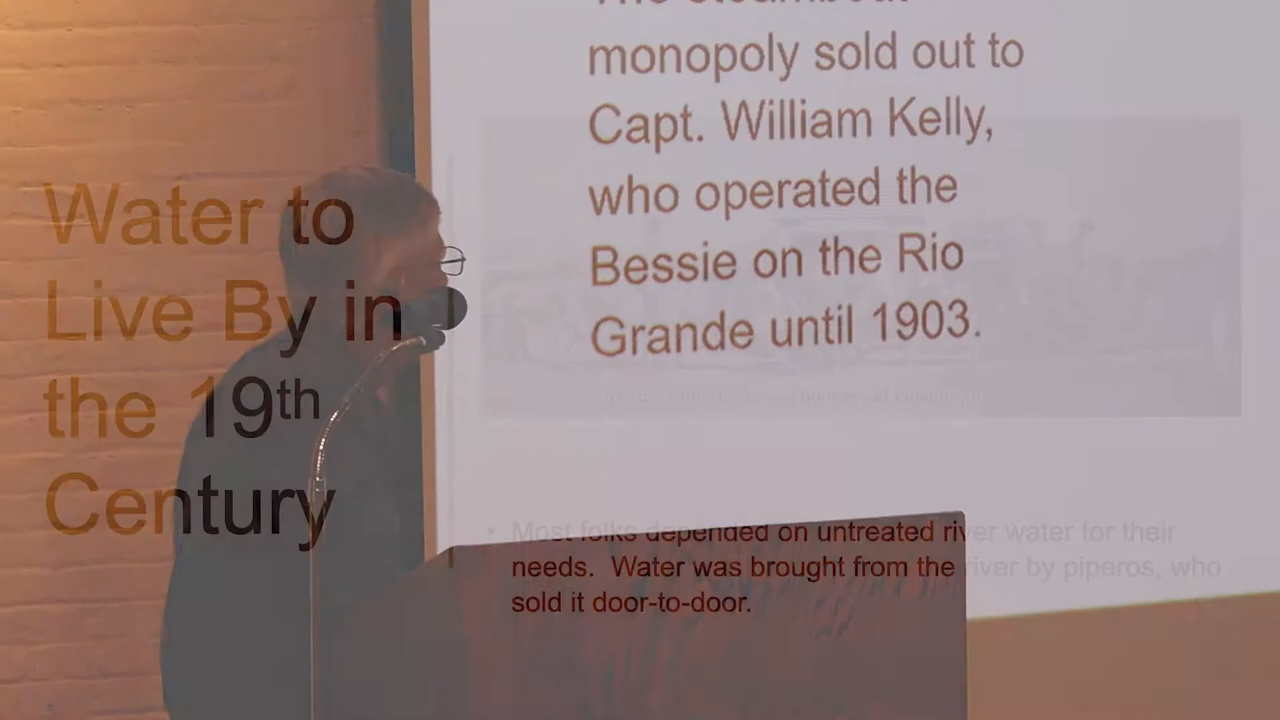 The steamboat
monopoly sold out to
Capt. William Kelly,
who operated the
Bessie on the Rio
Grande until 1903.
Water to
Live By in
the 19th
Century
• Most folks depended on untreated river water for their
needs. Water was brought from the river by piperos, who
sold it door-to-door.